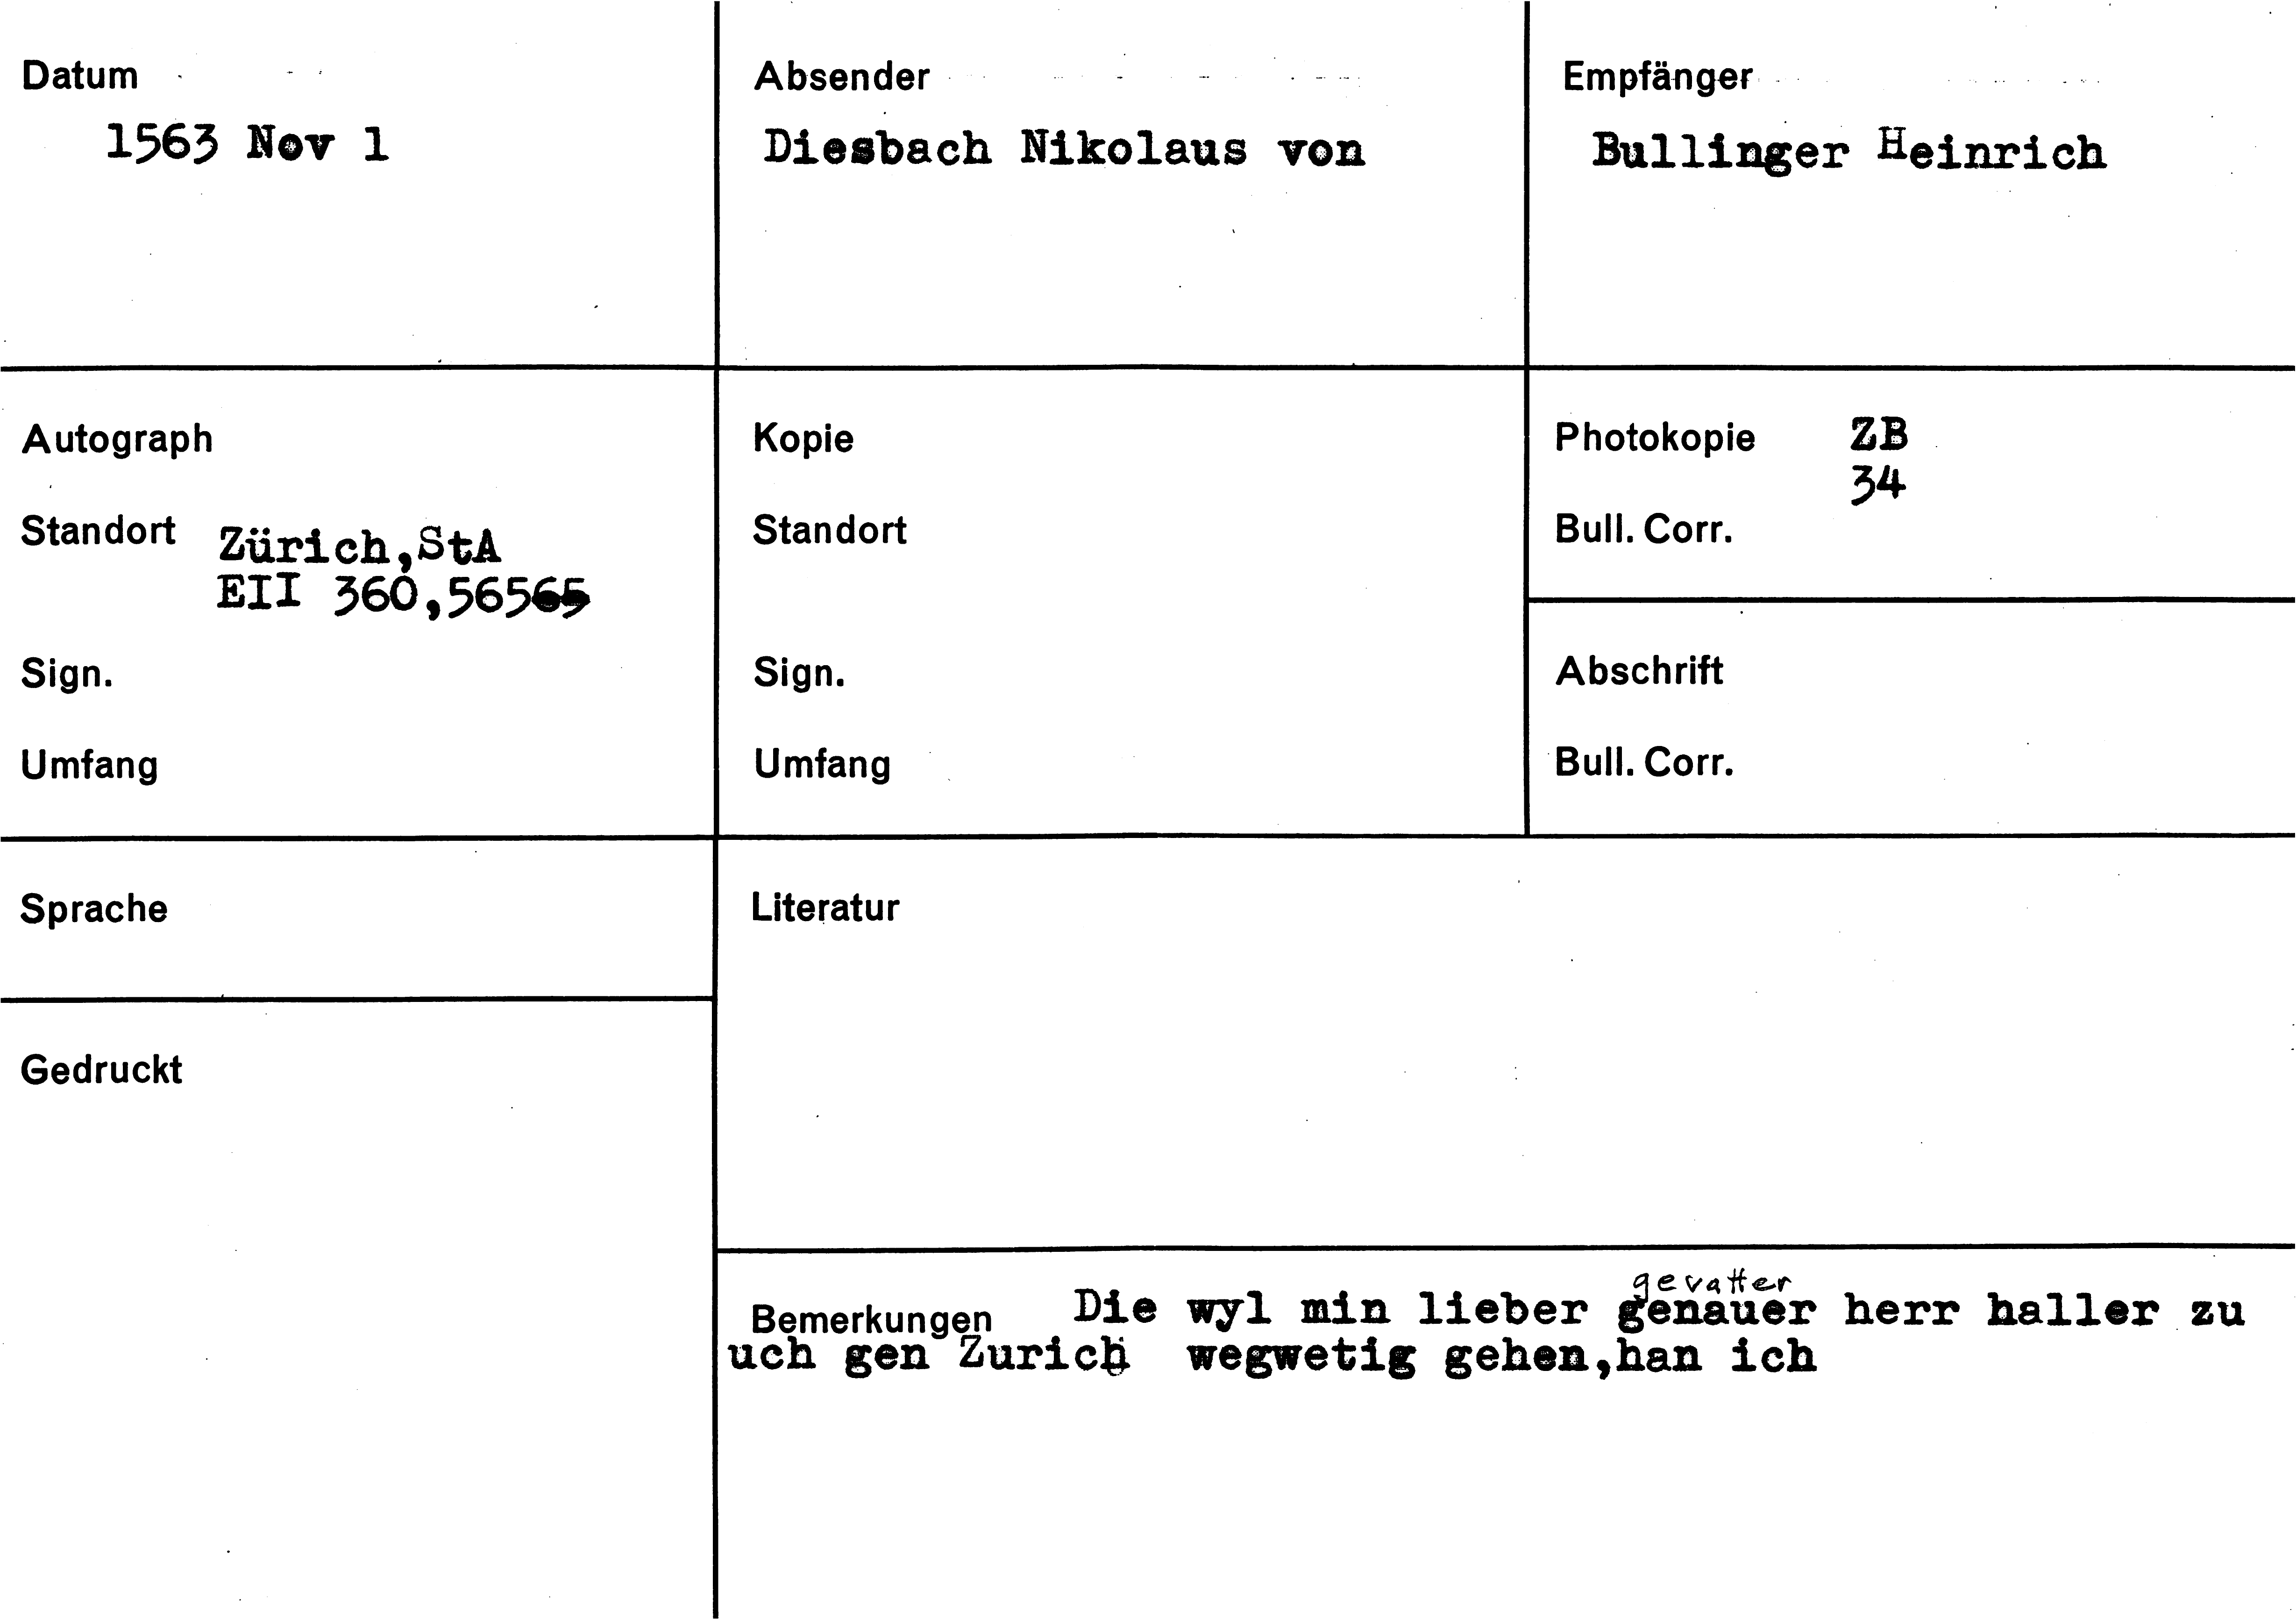 Datum
1563 Nov 1
Absender
Diesbach Nikolaus von
Empfänger
Bullinger Heinrich
Autograph
Standort Zürich,StA
EII 360,565
Sign.
Umfang
Kopie
Standort
Sign.
Umfang
Photokopie ZB
34
Bull. Corr.
Abschrift
Bull. Corr.
Sprache
Gedruckt
Literatur
gevatter
Bemerkungen Die wyl min lieber genauer herr haller zu
uch gen Zurich wegwetig gehen,han ich